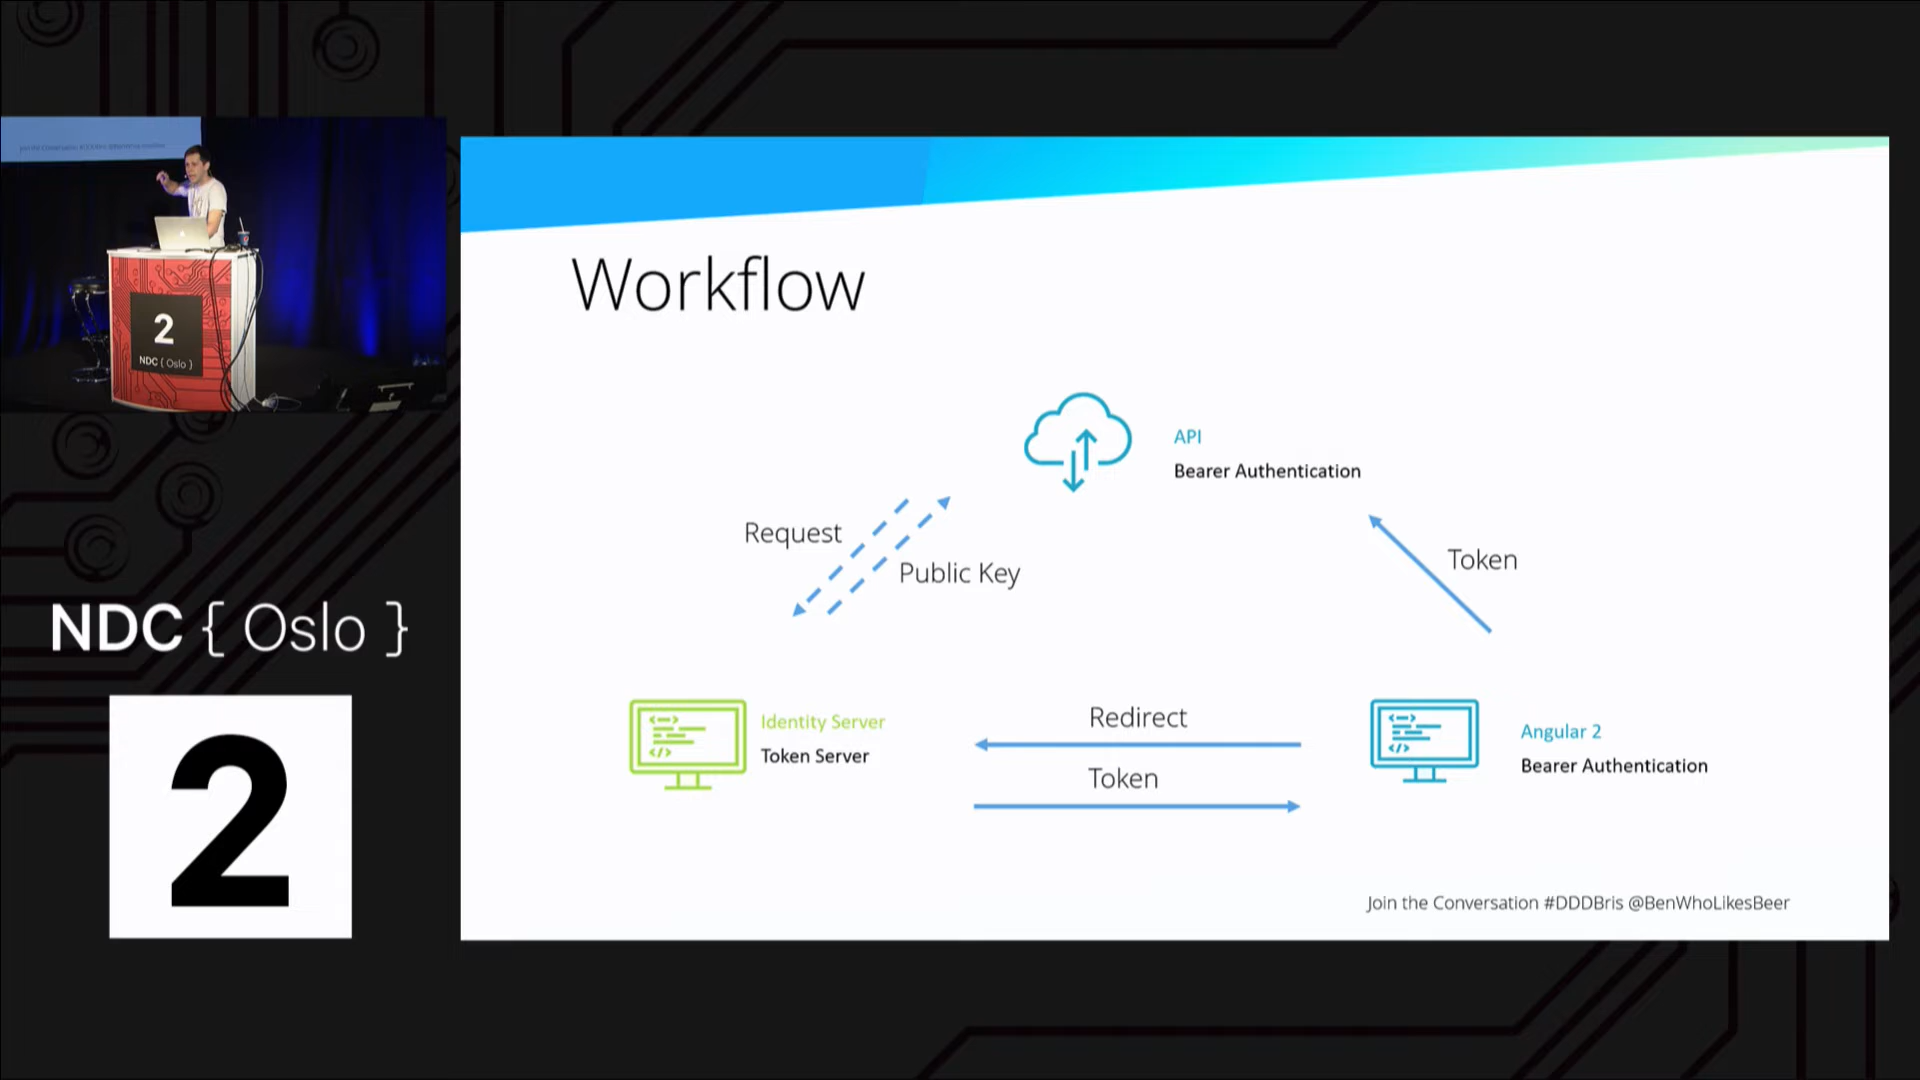 2
NDC { Oslo }
NDC { Oslo }
2
Workflow
API
Bearer Authentication
Request
Public Key
Token
Identity Server
Token Server
Redirect
Token
Angular 2
Bearer Authentication
Join the Conversation #DDDBris @BenWhoLikesBeer